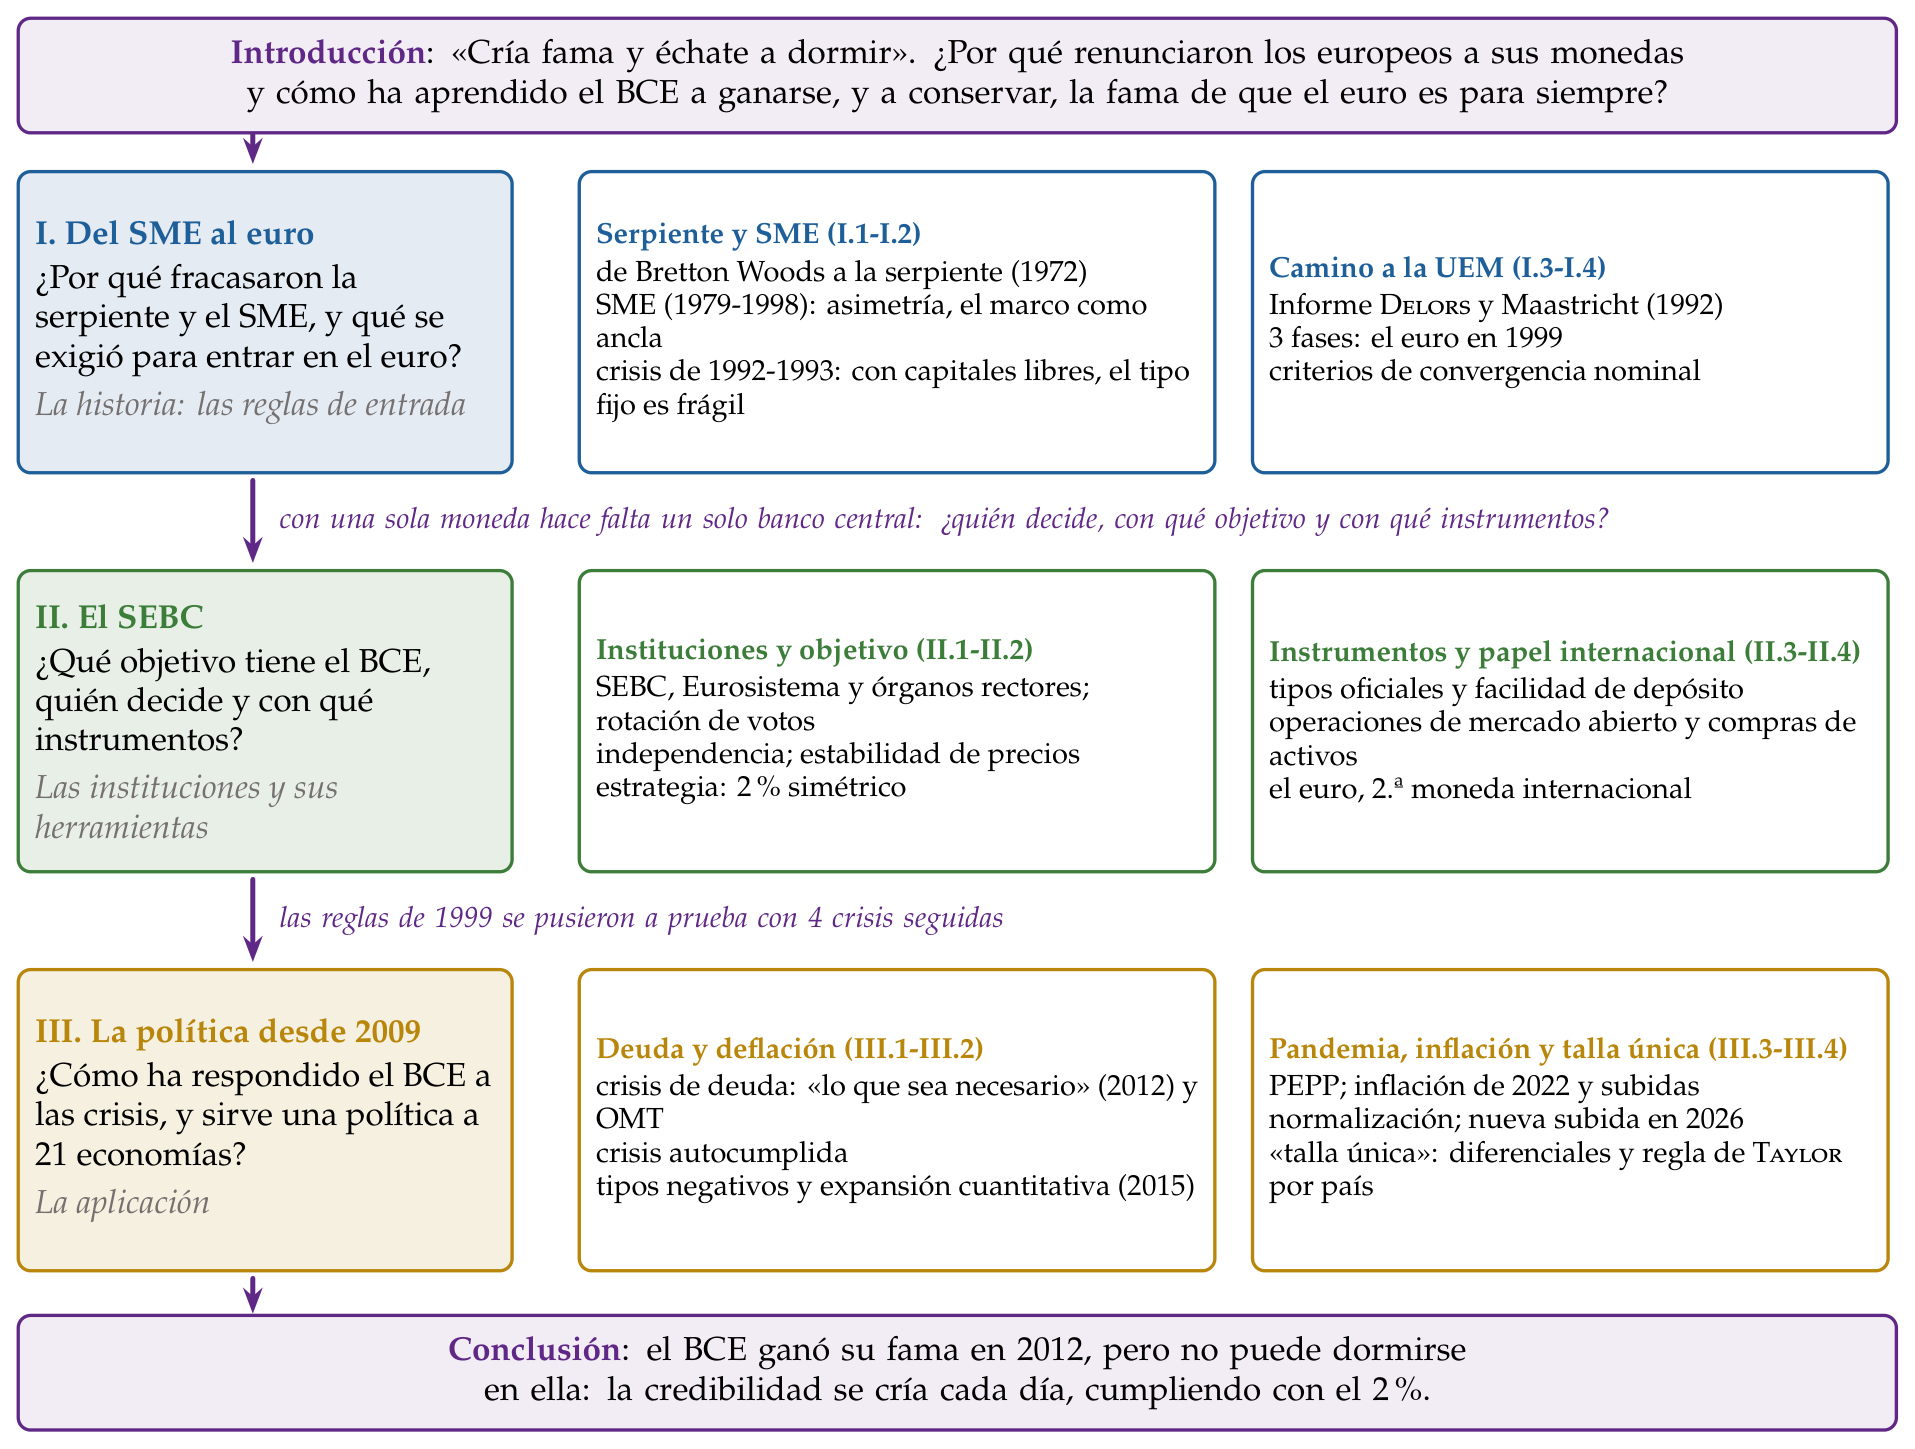 Introducción: «Cría fama y échate a dormir». ¿Por qué renunciaron los europeos a sus monedas
y cómo ha aprendido el BCE a ganarse, y a conservar, la fama de que el euro es para siempre?
I. Del SME al euro
¿Por qué fracasaron la
serpiente y el SME, y qué se
exigió para entrar en el euro?
La historia: las reglas de entrada
Serpiente y SME (I.1-I.2)
de Bretton Woods a la serpiente (1972)
SME (1979-1998): asimetría, el marco como
ancla
crisis de 1992-1993: con capitales libres, el tipo
fijo es frágil
Camino a la UEM (I.3-I.4)
Informe Delors y Maastricht (1992)
3 fases: el euro en 1999
criterios de convergencia nominal
con una sola moneda hace falta un solo banco central: ¿quién decide, con qué objetivo y con qué instrumentos?
II. El SEBC
¿Qué objetivo tiene el BCE,
quién decide y con qué
instrumentos?
Las instituciones y sus
herramientas
Instituciones y objetivo (II.1-II.2)
SEBC, Eurosistema y órganos rectores;
rotación de votos
independencia; estabilidad de precios
estrategia: 2 % simétrico
Instrumentos y papel internacional (II.3-II.4)
tipos oficiales y facilidad de depósito
operaciones de mercado abierto y compras de
activos
el euro, 2.ª moneda internacional
las reglas de 1999 se pusieron a prueba con 4 crisis seguidas
III. La política desde 2009
¿Cómo ha respondido el BCE a
las crisis, y sirve una política a
21 economías?
La aplicación
Deuda y deflación (III.1-III.2)
crisis de deuda: «lo que sea necesario» (2012) y
OMT
crisis autocumplida
tipos negativos y expansión cuantitativa (2015)
Pandemia, inflación y talla única (III.3-III.4)
PEPP; inflación de 2022 y subidas
normalización; nueva subida en 2026
«talla única»: diferenciales y regla de Taylor
por país
Conclusión: el BCE ganó su fama en 2012, pero no puede dormirse
en ella: la credibilidad se cría cada día, cumpliendo con el 2 %.